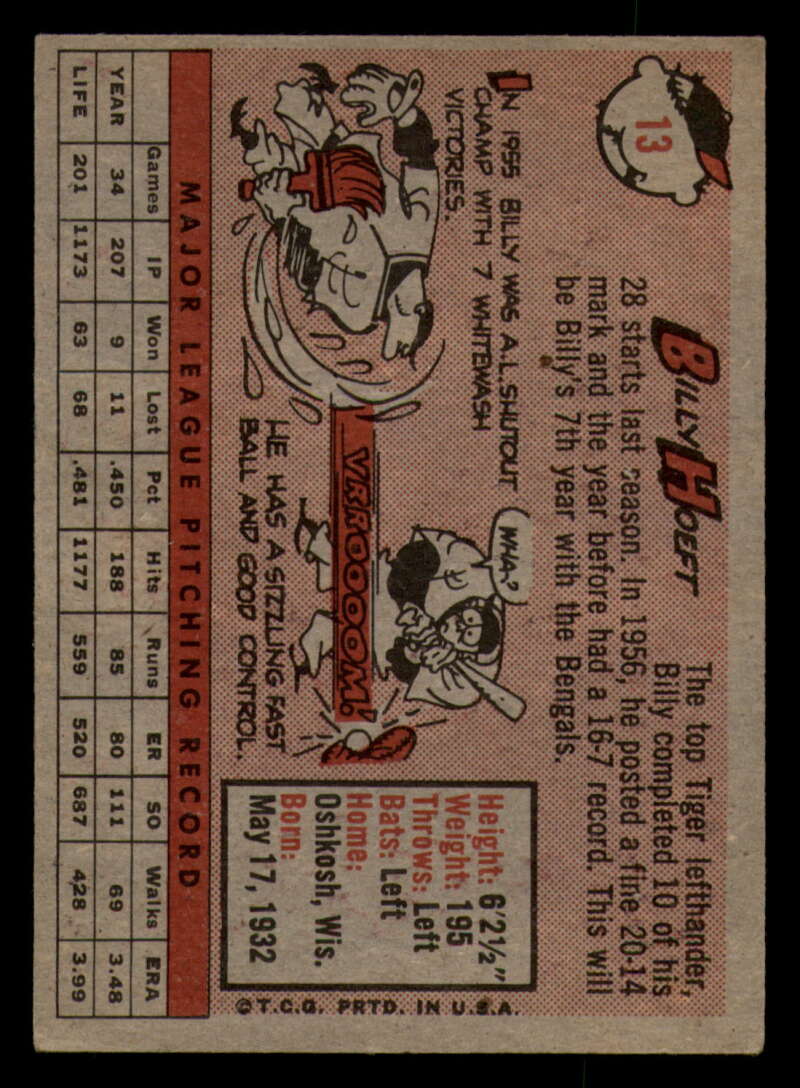 13
BILLY HOEFT
The top Tiger lefthander,
Billy completed 10 of his
28 starts last season. In 1956, he posted a fine 20-14
mark and the year before had a 16-7 record. This will
be Billy's 7th year with the Bengals.
IN 1955 BILLY WAS A.L. SHUTOUT
CHAMP WITH 7 WHITEWASH
VICTORIES.
WHA?
VRROOOOM!
HE HAS A SIZZLING FAST
BALL AND GOOD CONTROL.
Height: 6'2½"
Weight: 195
Throws: Left
Bats: Left
Home:
Oshkosh, Wis.
Born:
May 17, 1932
©T.C.G. PRTD. IN U.S.A.
MAJOR LEAGUE PITCHING RECORD
Games IP Won Lost Pct Hits Runs ER SO Walks ERA
YEAR 34 207 9 11 .450 188 85 80 111 69 3.48
LIFE 201 1173 63 68 .481 1177 559 520 687 428 3.99